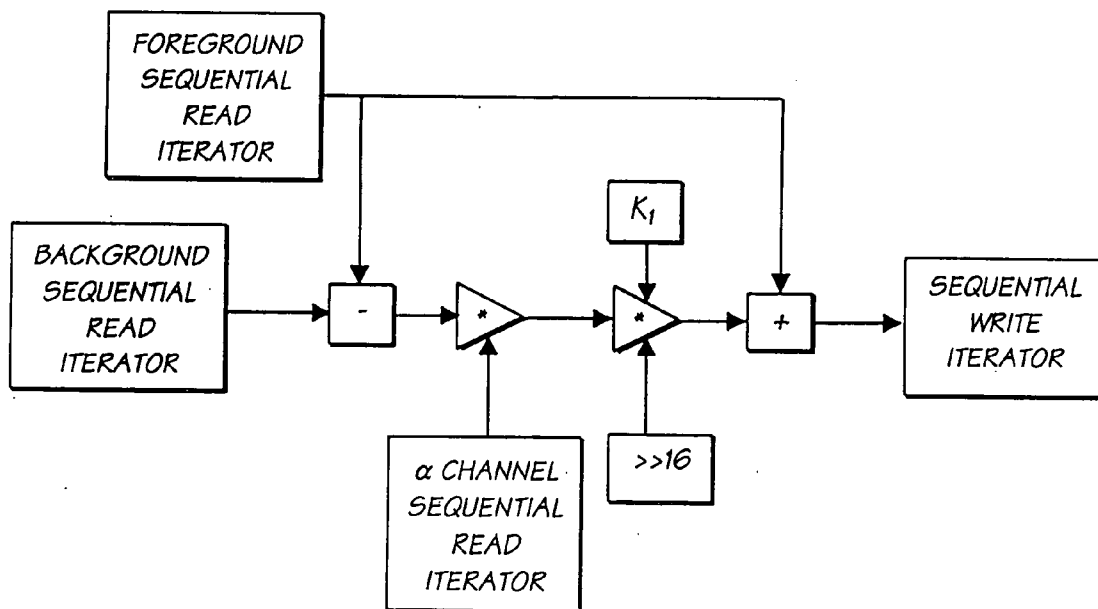 FOREGROUND
SEQUENTIAL
READ
ITERATOR
K₁
BACKGROUND
SEQUENTIAL
READ
ITERATOR
-
*
*
+
SEQUENTIAL
WRITE
ITERATOR
α CHANNEL
SEQUENTIAL
READ
ITERATOR
>>16